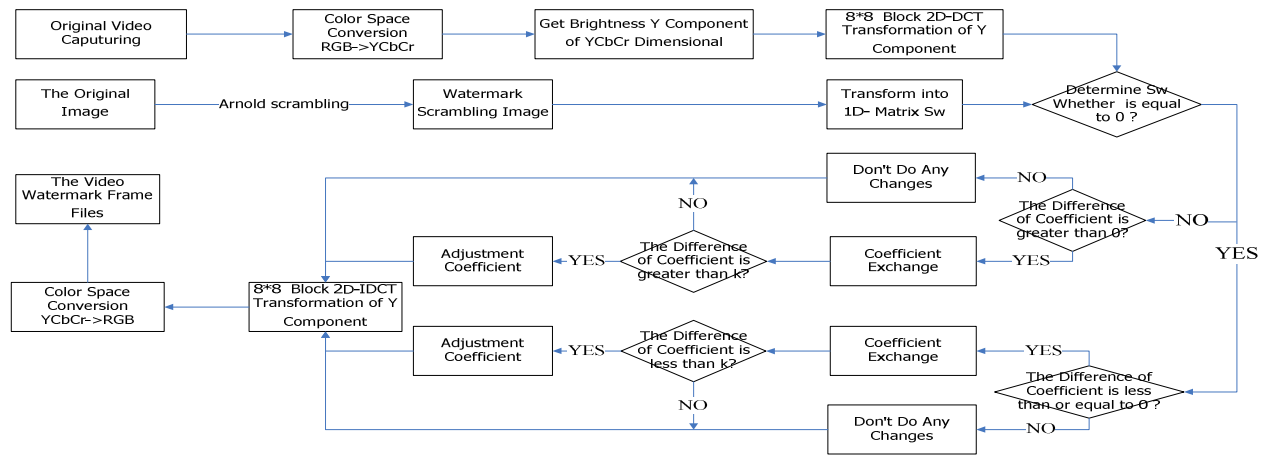 Original Video
Caputuring
Color Space
Conversion
RGB->YCbCr
Get Brightness Y Component
of YCbCr Dimensional
8*8 Block 2D-DCT
Transformation of Y
Component
The Original
Image
Arnold scrambling
Watermark
Scrambling Image
Transform into
1D- Matrix Sw
Determine Sw
Whether is equal
to 0 ?
The Video
Watermark Frame
Files
Don't Do Any
Changes
NO
NO
The Difference
of Coefficient is
greater than 0?
NO
YES
Adjustment
Coefficient
YES
The Difference
of Coefficient is
greater than k?
Coefficient
Exchange
YES
Color Space
Conversion
YCbCr->RGB
8*8 Block 2D-IDCT
Transformation of Y
Component
Adjustment
Coefficient
YES
The Difference
of Coefficient is
less than k?
Coefficient
Exchange
YES
The Difference of
Coefficient is less
than or equal to 0 ?
NO
Don't Do Any
Changes
NO